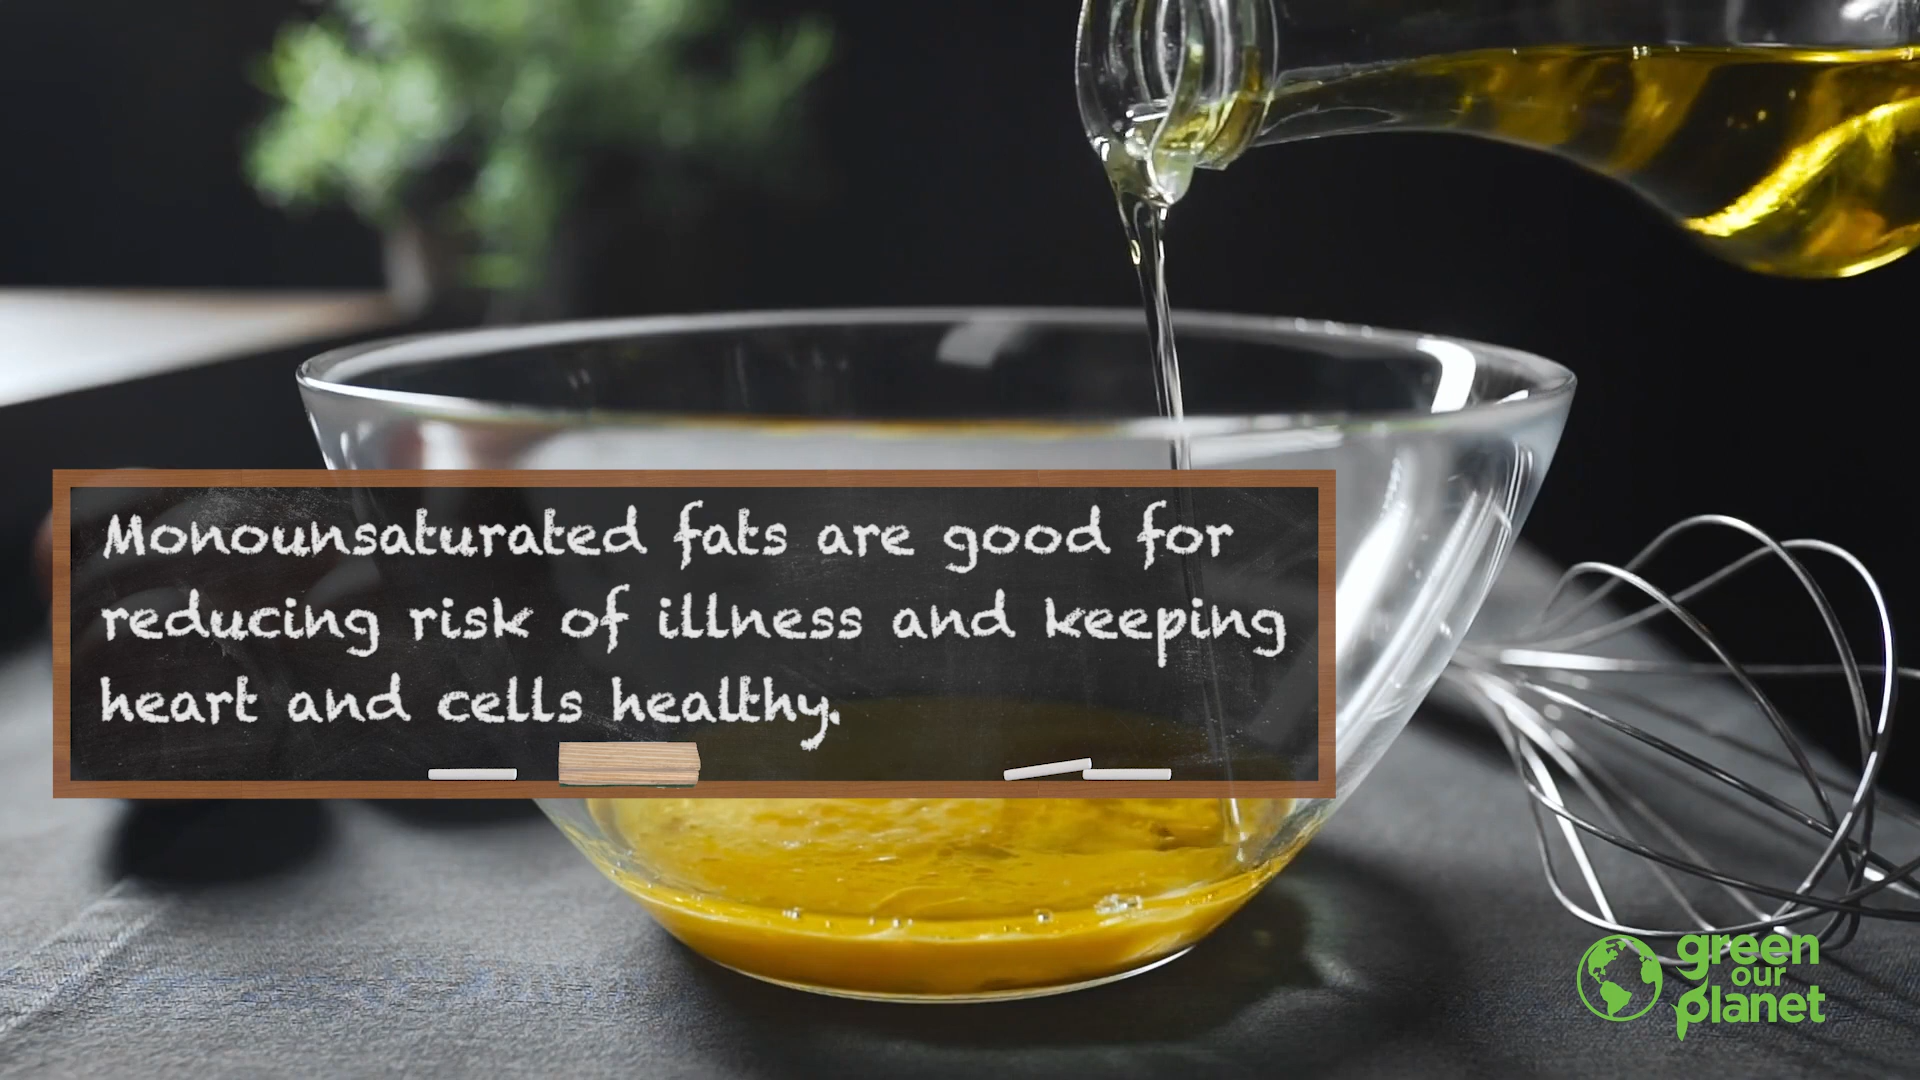 Monounsaturated fats are good for
reducing risk of illness and keeping
heart and cells healthy.
green
our
planet